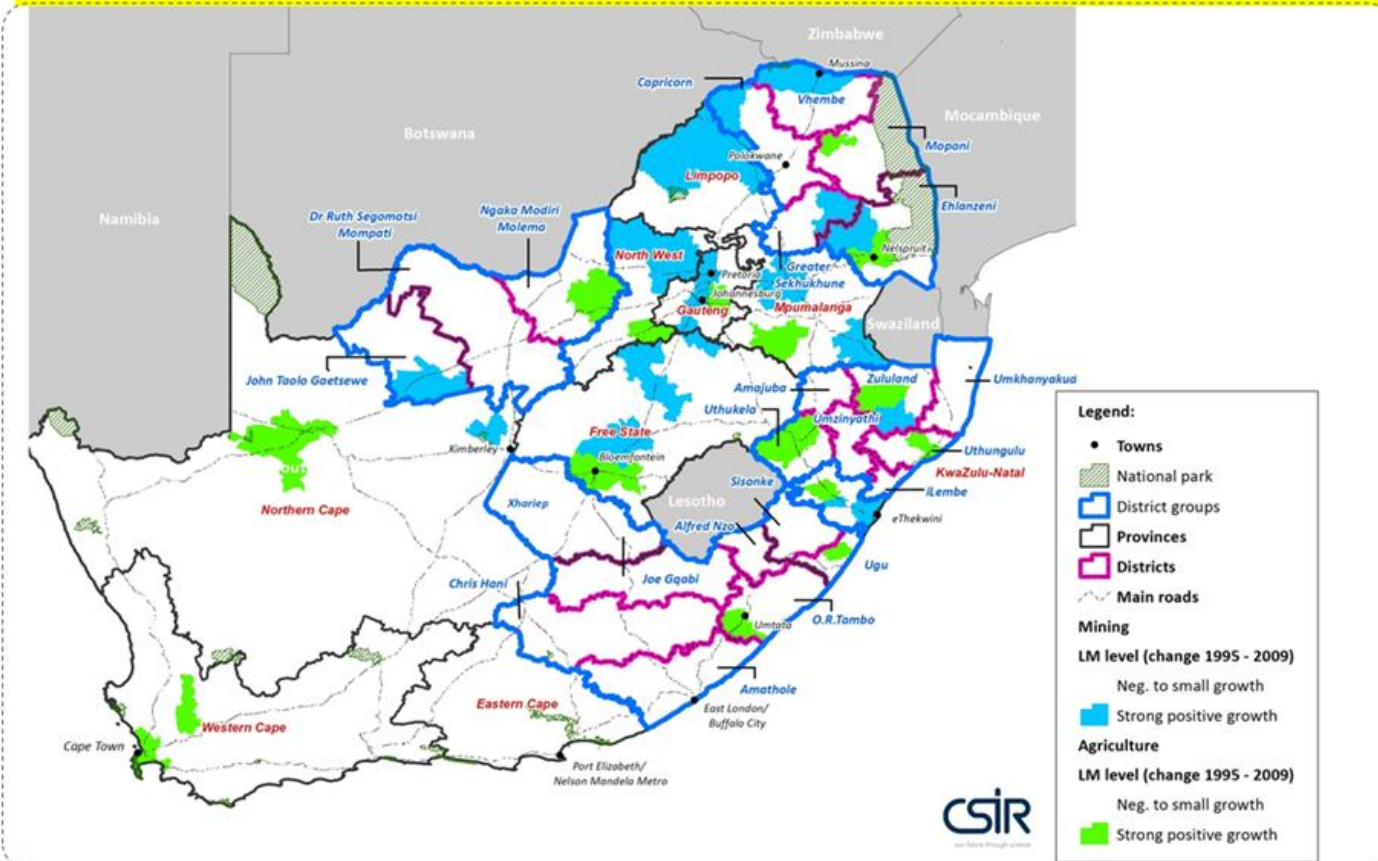 Zimbabwe
Mussina
Capricorn
Vhembe
Mocambique
Botswana
Mopani
Polokwane
Limpopo
Namibia
Ehlanzeni
Dr Ruth Segomotsi
Mompati
Ngaka Modiri
Molema
Nelspruit
North West
Pretoria
Greater
Sekhukhune
Johannesburg
Gauteng
Mpumalanga
Swaziland
John Taolo Gaetsewe
Amajuba
Zululand
Umkhanyakud
Uthukela
Umzinyathi
Free State
Kimberley
Bloemfontein
Uthungulu
KwaZulu-Natal
Sisonke
iLembe
Lesotho
Xhariep
Northern Cape
eThekwini
Alfred Nzo
Ugu
Chris Hani
Joe Gqabi
O.R.Tambo
Umtata
Amathole
Eastern Cape
East London/
Buffalo City
Western Cape
Cape Town
Port Elizabeth/
Nelson Mandela Metro
Legend:
Towns
National park
District groups
Provinces
Districts
Main roads
Mining
LM level (change 1995 - 2009)
Neg. to small growth
Strong positive growth
Agriculture
LM level (change 1995 - 2009)
Neg. to small growth
Strong positive growth
CSIR
our future through science